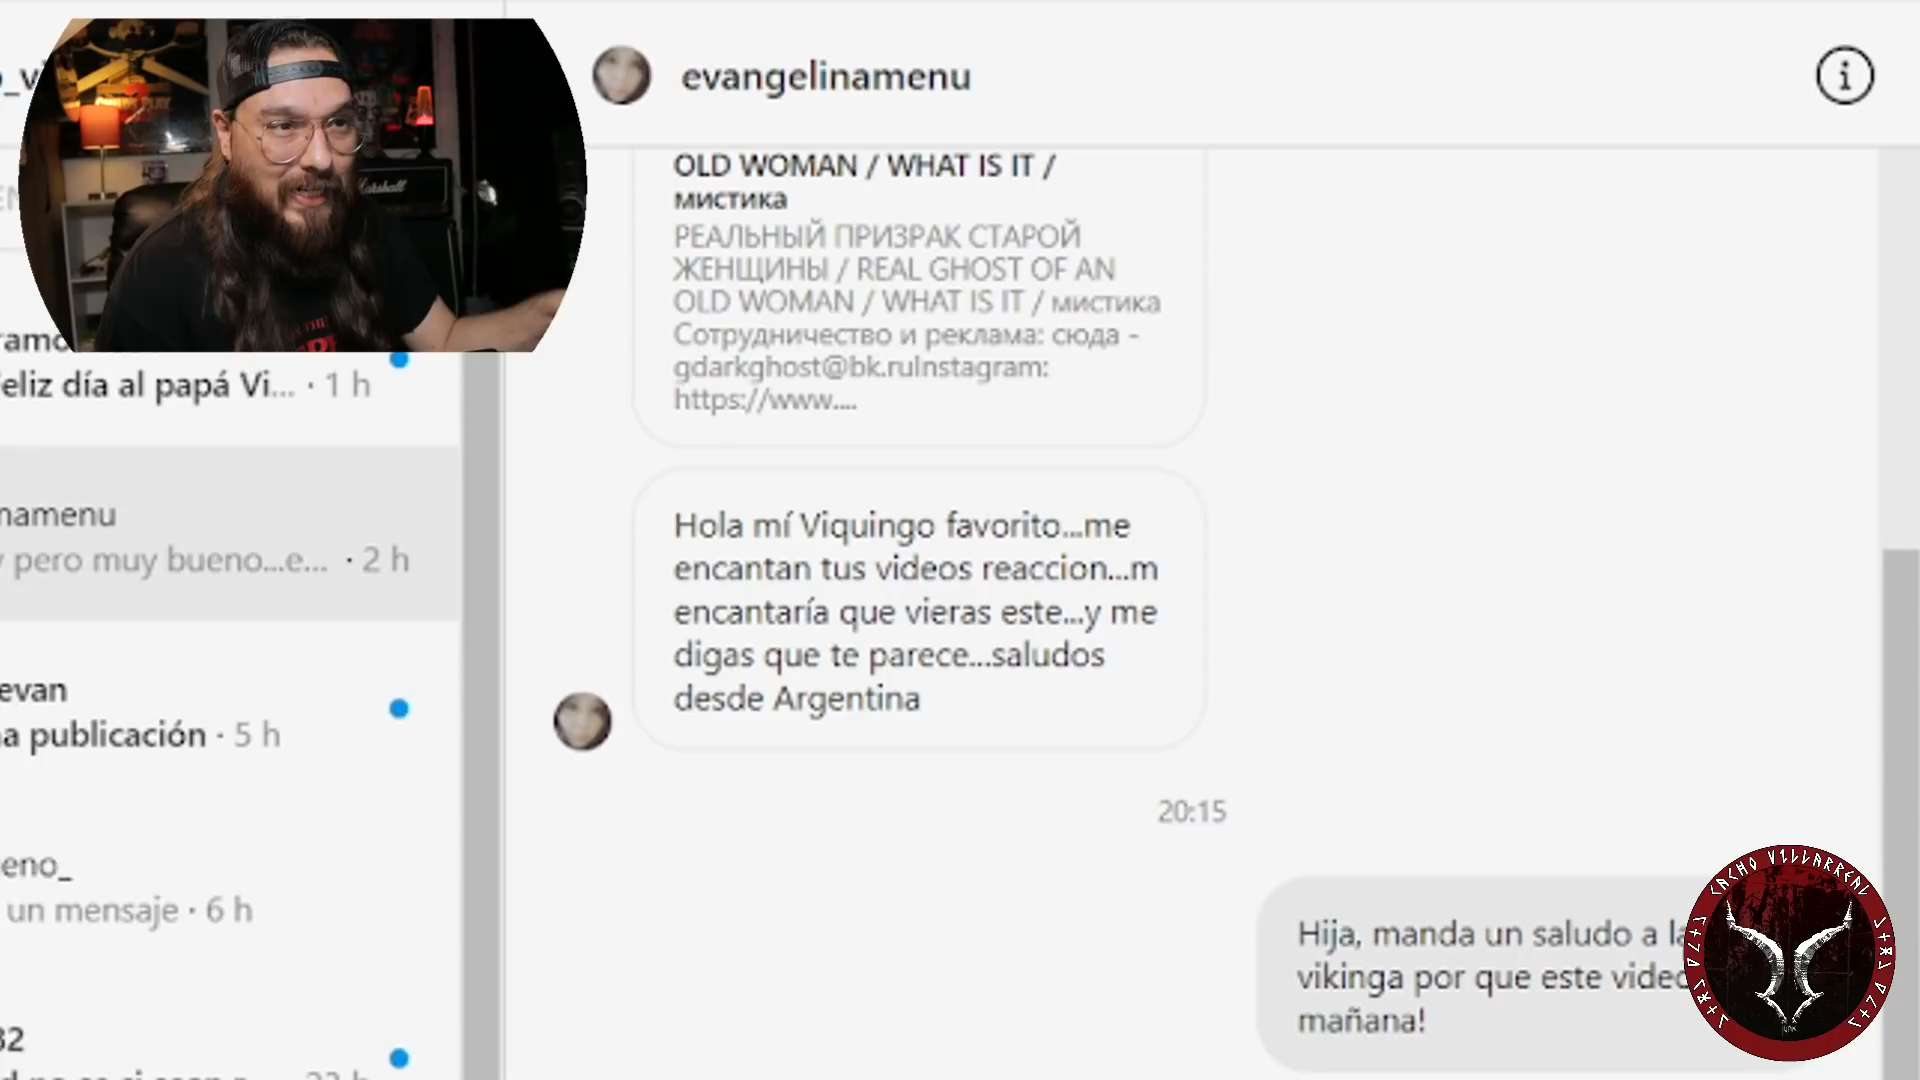 evangelinamenu
OLD WOMAN / WHAT IS IT /
мистика
РЕАЛЬНЫЙ ПРИЗРАК СТАРОЙ
ЖЕНЩИНЫ / REAL GHOST OF AN
OLD WOMAN / WHAT IS IT / мистика
Сотрудничество и реклама: сюда -
gdarkghost@bk.ruInstagram:
https://www....
Hola mí Viquingo favorito...me
encantan tus videos reaccion...m
encantaría que vieras este...y me
digas que te parece...saludos
desde Argentina
20:15
Hija, manda un saludo a la
vikinga por que este video
mañana!
eliz día al papá Vi... · 1 h
namenu
y pero muy bueno...e... · 2 h
evan
a publicación · 5 h
eno_
un mensaje · 6 h
32
Marshall
CACHO VILLARREAL